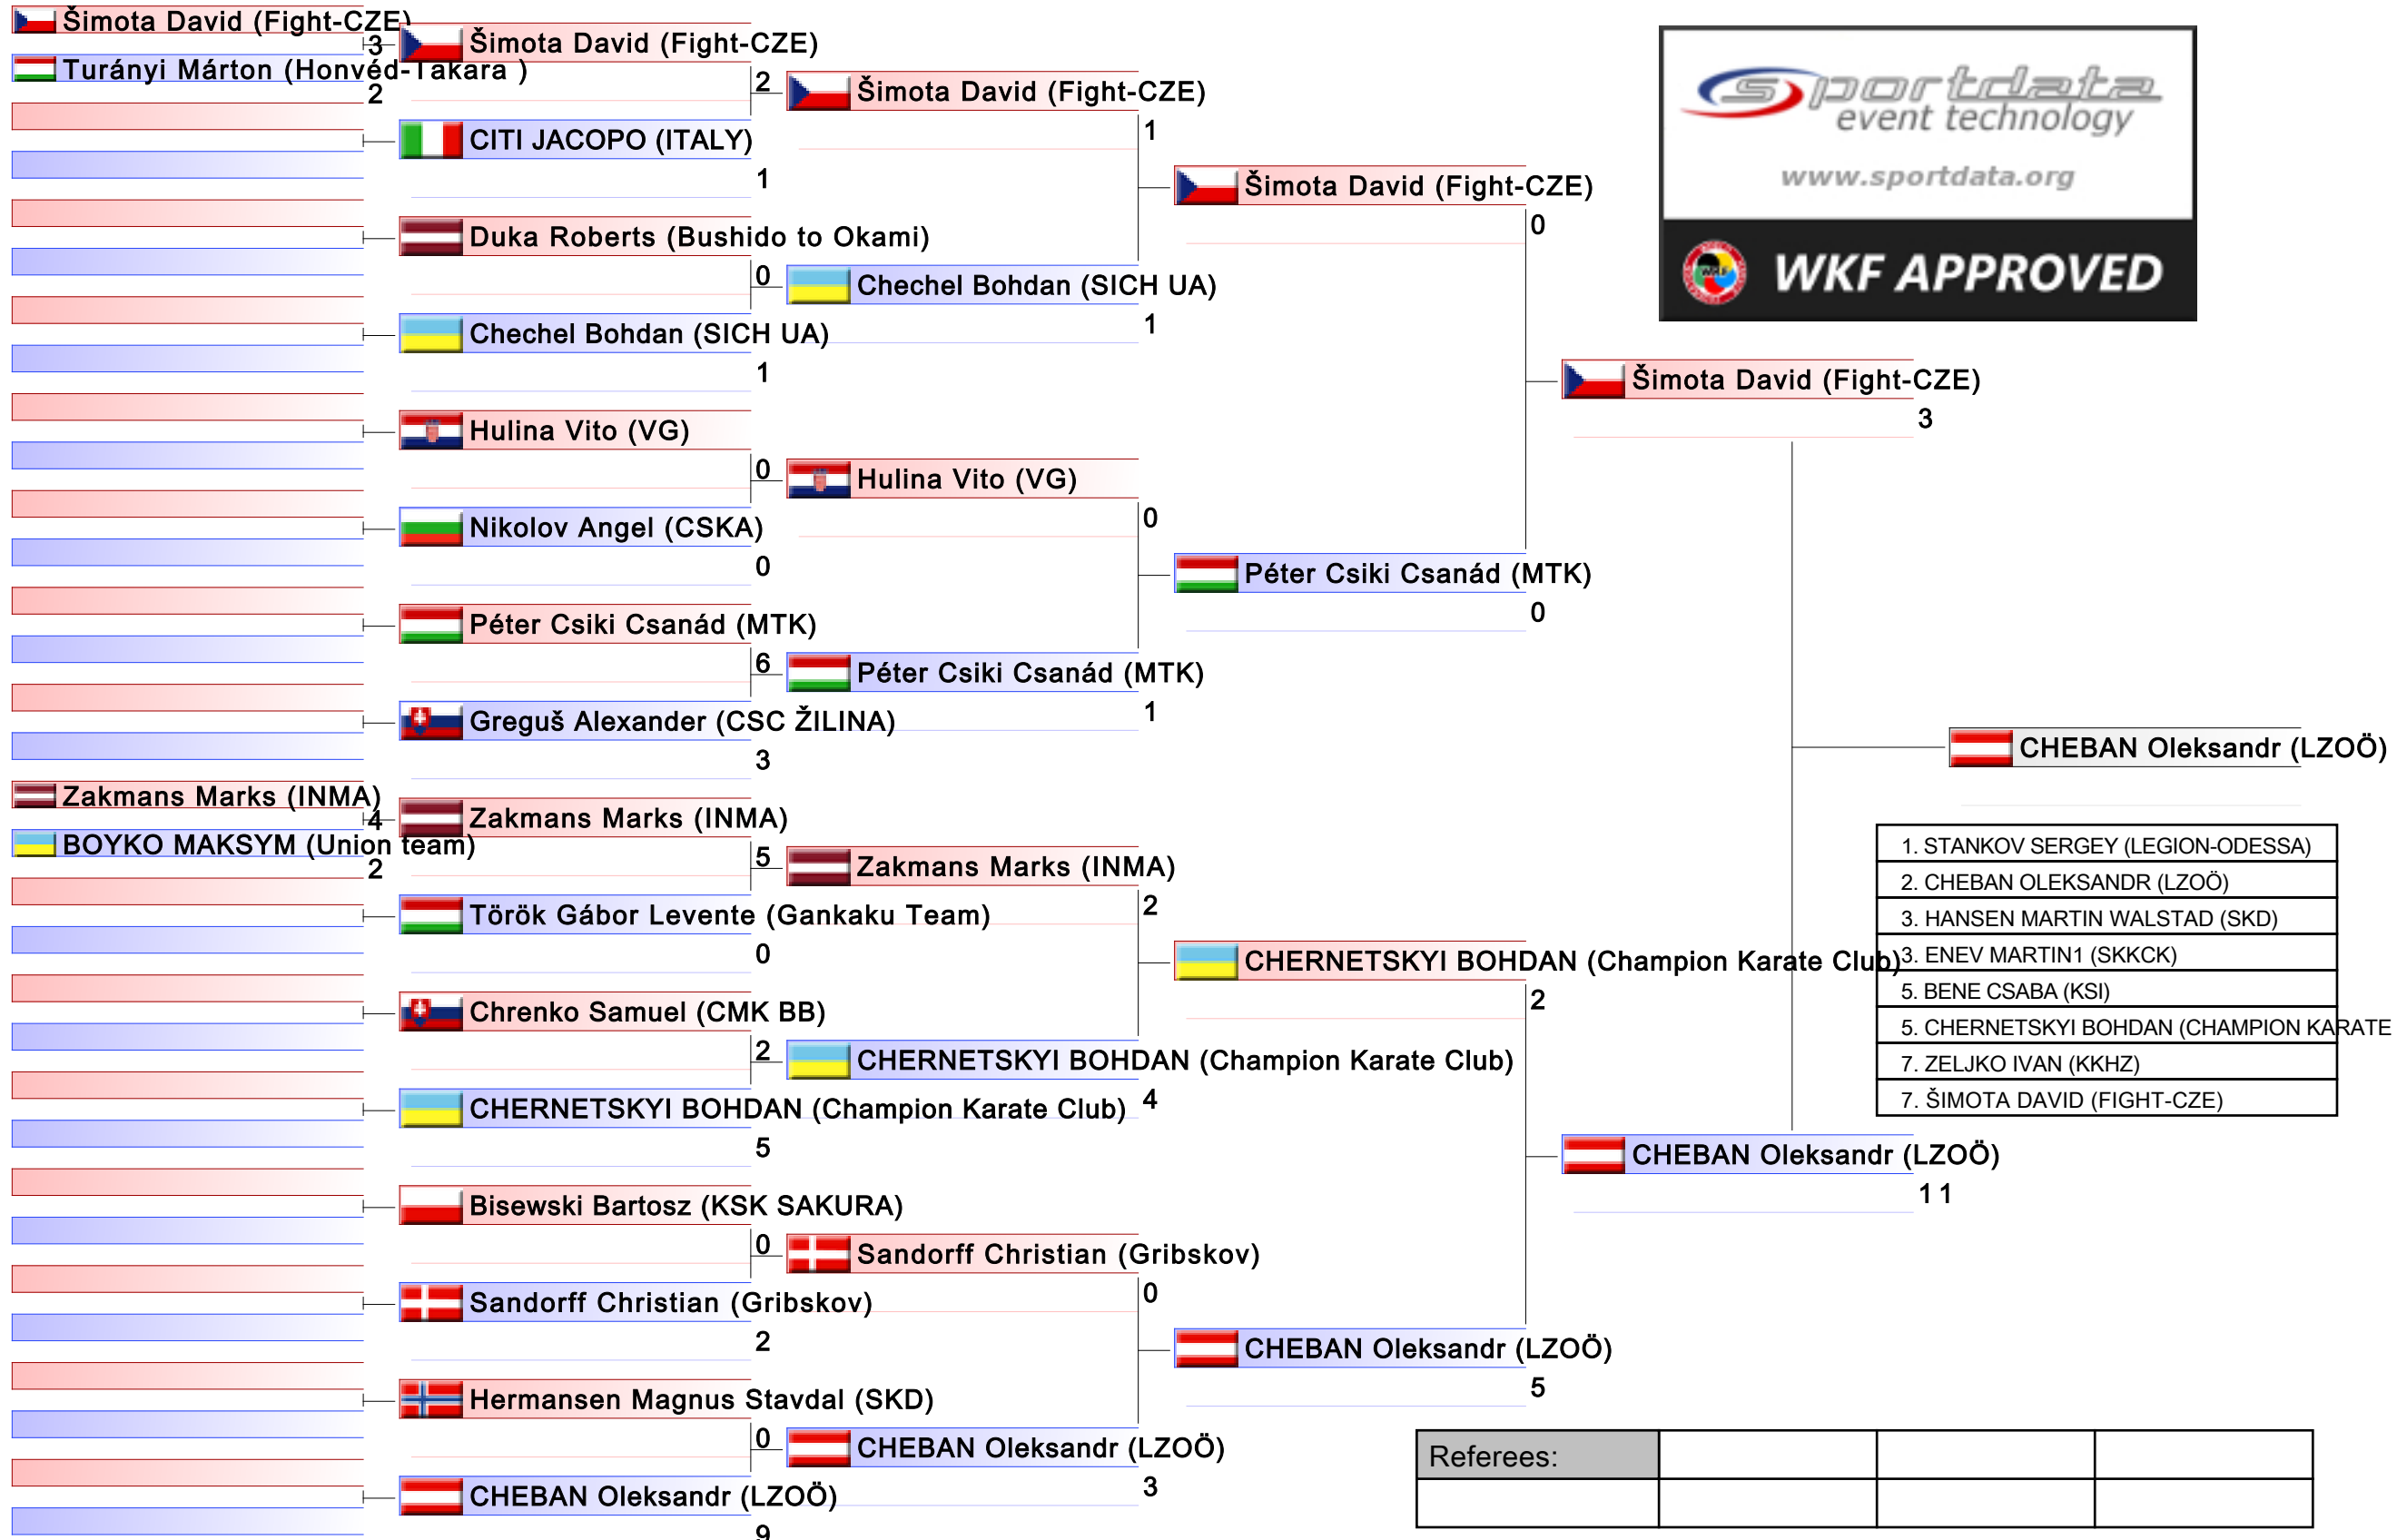 Šimota David (Fight-CZE)
3
Turányi Márton (Honvéd-Takara )
2
Zakmans Marks (INMA)
4
BOYKO MAKSYM (Union team)
2
Šimota David (Fight-CZE)
2
CITI JACOPO (ITALY)
1
Duka Roberts (Bushido to Okami)
0
Chechel Bohdan (SICH UA)
1
Hulina Vito (VG)
0
Nikolov Angel (CSKA)
0
Péter Csiki Csanád (MTK)
6
Greguš Alexander (CSC ŽILINA)
3
Zakmans Marks (INMA)
5
Török Gábor Levente (Gankaku Team)
0
Chrenko Samuel (CMK BB)
2
CHERNETSKYI BOHDAN (Champion Karate Club)
5
Bisewski Bartosz (KSK SAKURA)
0
Sandorff Christian (Gribskov)
2
Hermansen Magnus Stavdal (SKD)
0
CHEBAN Oleksandr (LZOÖ)
9
Šimota David (Fight-CZE)
1
Chechel Bohdan (SICH UA)
1
Hulina Vito (VG)
0
Péter Csiki Csanád (MTK)
1
Zakmans Marks (INMA)
2
CHERNETSKYI BOHDAN (Champion Karate Club)
4
Sandorff Christian (Gribskov)
0
CHEBAN Oleksandr (LZOÖ)
3
Šimota David (Fight-CZE)
0
Péter Csiki Csanád (MTK)
0
CHERNETSKYI BOHDAN (Champion Karate Club)
2
CHEBAN Oleksandr (LZOÖ)
5
Šimota David (Fight-CZE)
3
CHEBAN Oleksandr (LZOÖ)
11
CHEBAN Oleksandr (LZOÖ)
sportdata
event technology
www.sportdata.org
WKF
WKF APPROVED
1. STANKOV SERGEY (LEGION-ODESSA)
2. CHEBAN OLEKSANDR (LZOÖ)
3. HANSEN MARTIN WALSTAD (SKD)
3. ENEV MARTIN1 (SKKCK)
5. BENE CSABA (KSI)
5. CHERNETSKYI BOHDAN (CHAMPION KARATE
7. ZELJKO IVAN (KKHZ)
7. ŠIMOTA DAVID (FIGHT-CZE)
Referees: